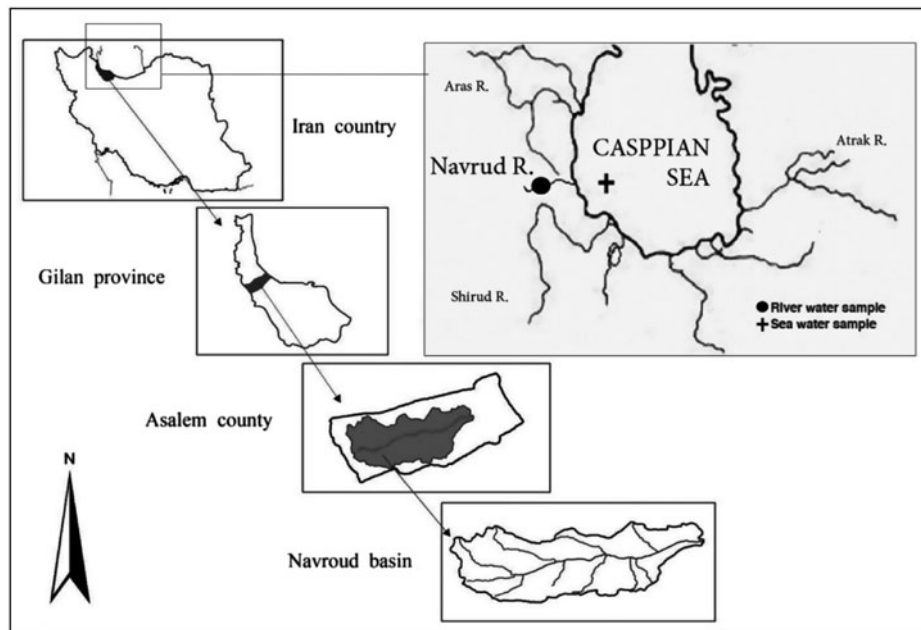 Iran country
Gilan province
Asalem county
Navroud basin
N
Aras R.
Navrud R.
CASPPIAN
SEA
Atrak R.
Shirud R.
River water sample
Sea water sample